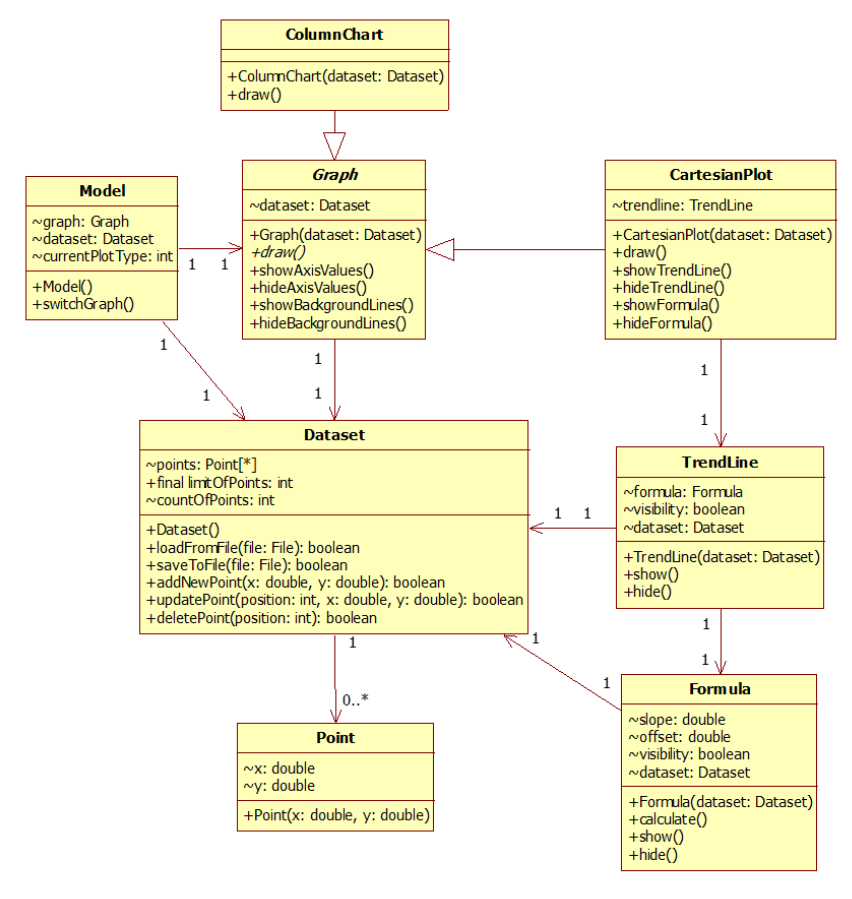 ColumnChart
+ColumnChart(dataset: Dataset)
+draw()
Graph
~dataset: Dataset
+Graph(dataset: Dataset)
+draw()
+showAxisValues()
+hideAxisValues()
+showBackgroundLines()
+hideBackgroundLines()
CartesianPlot
~trendline: TrendLine
+CartesianPlot(dataset: Dataset)
+draw()
+showTrendLine()
+hideTrendLine()
+showFormula()
+hideFormula()
Model
~graph: Graph
~dataset: Dataset
~currentPlotType: int
+Model()
+switchGraph()
1 1
1
1
1
1
1
1
Dataset
~points: Point[*]
+final limitOfPoints: int
~countOfPoints: int
+Dataset()
+loadFromFile(file: File): boolean
+saveToFile(file: File): boolean
+addNewPoint(x: double, y: double): boolean
+updatePoint(position: int, x: double, y: double): boolean
+deletePoint(position: int): boolean
TrendLine
~formula: Formula
~visibility: boolean
~dataset: Dataset
+TrendLine(dataset: Dataset)
+show()
+hide()
1 1
1
1
1
1
1
0..*
Point
~x: double
~y: double
+Point(x: double, y: double)
Formula
~slope: double
~offset: double
~visibility: boolean
~dataset: Dataset
+Formula(dataset: Dataset)
+calculate()
+show()
+hide()